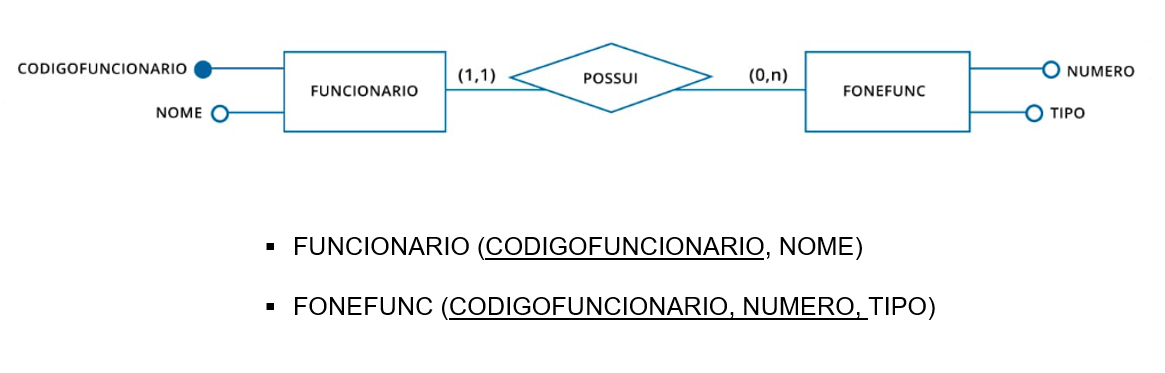 CODIGOFUNCIONARIO
NOME
FUNCIONARIO
(1,1)
POSSUI
(0,n)
FONEFUNC
NUMERO
TIPO
▪ FUNCIONARIO (CODIGOFUNCIONARIO, NOME)
▪ FONEFUNC (CODIGOFUNCIONARIO, NUMERO, TIPO)